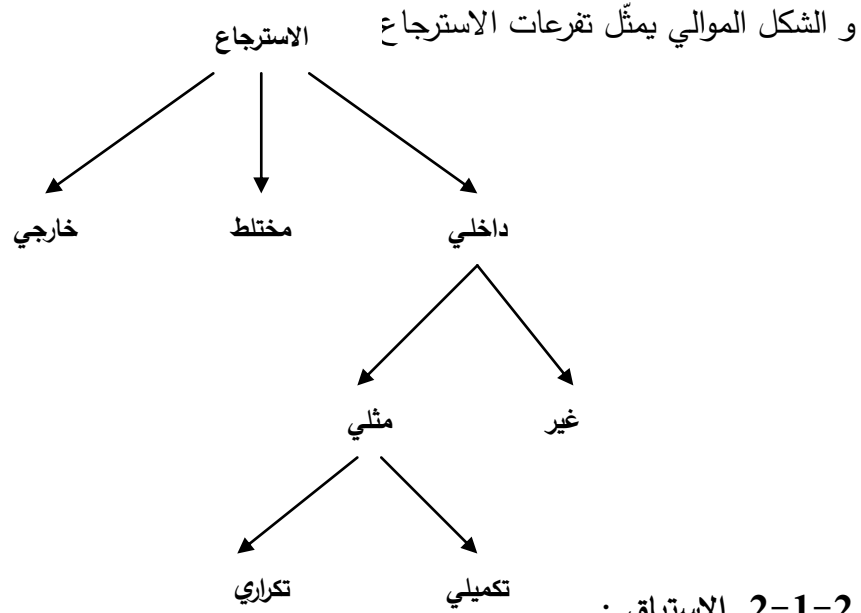 و الشكل الموالي يمثّل تفرعات الاسترجاع
الاسترجاع
داخلي مختلط خارجي
غير مثلي
تكميلي تكراري
2-1-2 الاستباق :